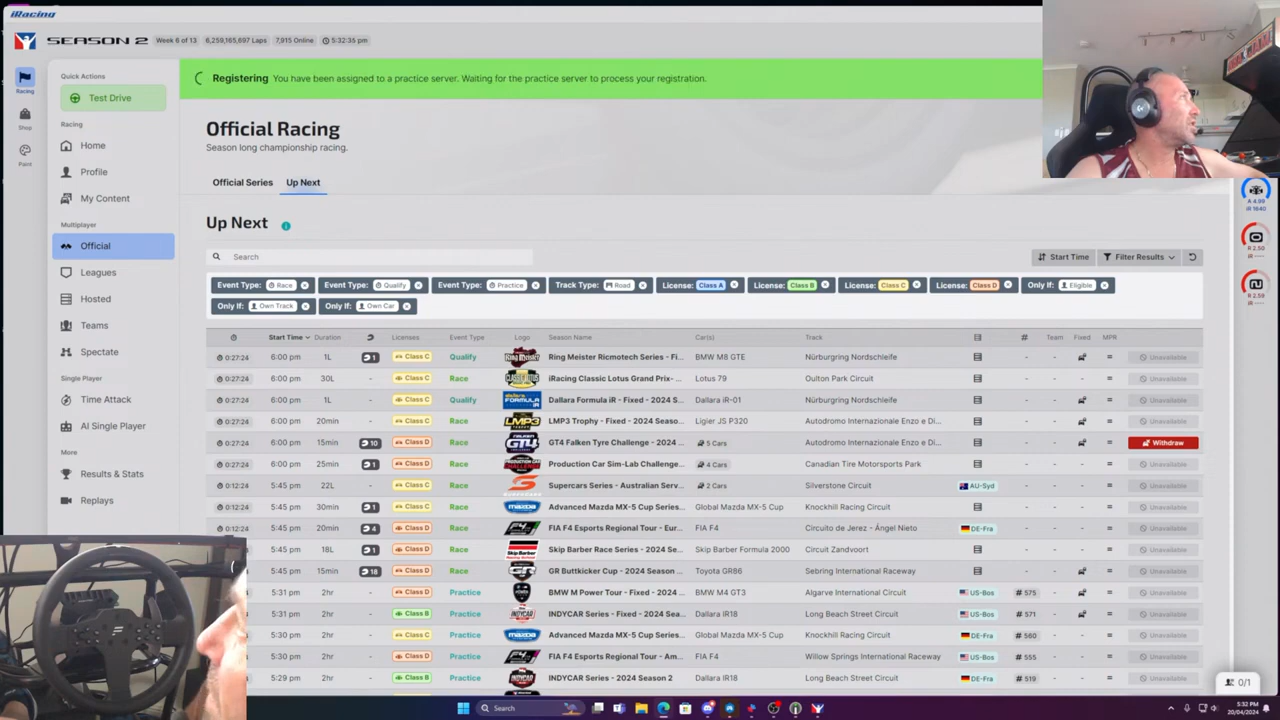 iRacing
SEASON 2 Week 6 of 13 6,259,165,697 Laps 7,915 Online 5:32:35 pm
Racing
Shop
Paint
Quick Actions
Test Drive
Racing
Home
Profile
My Content
Multiplayer
Official
Leagues
Hosted
Teams
Spectate
Single Player
Time Attack
AI Single Player
More
Results & Stats
Replays
Registering You have been assigned to a practice server. Waiting for the practice server to process your registration.
Official Racing
Season long championship racing.
Official Series Up Next
Up Next
Search Start Time Filter Results
Event Type: Race Event Type: Qualify Event Type: Practice Track Type: Road License: Class A License: Class B License: Class C License: Class D Only If: Eligible
Only If: Own Track Only If: Own Car
Start Time Duration Licenses Event Type Logo Season Name Car(s) Track # Team Fixed MPR
0:27:24 6:00 pm 1L 1 Class C Qualify Ring Meister Ricmotech Series - Fi... BMW M8 GTE Nürburgring Nordschleife - - = Unavailable
0:27:24 6:00 pm 30L - Class C Race iRacing Classic Lotus Grand Prix- ... Lotus 79 Oulton Park Circuit - - = Unavailable
0:27:24 6:00 pm 1L - Class C Qualify Dallara Formula iR - Fixed - 2024 S... Dallara iR-01 Nürburgring Nordschleife - - = Unavailable
0:27:24 6:00 pm 20min - Class C Race LMP3 Trophy - Fixed - 2024 Seas... Ligier JS P320 Autodromo Internazionale Enzo e Di... - - = Unavailable
0:27:24 6:00 pm 15min 10 Class D Race GT4 Falken Tyre Challenge - 2024 ... 5 Cars Autodromo Internazionale Enzo e Di... - - = Withdraw
0:27:24 6:00 pm 25min 1 Class D Race Production Car Sim-Lab Challenge... 4 Cars Canadian Tire Motorsports Park - - = Unavailable
0:12:24 5:45 pm 22L - Class C Race Supercars Series - Australian Serv... 2 Cars Silverstone Circuit AU-Syd - - = Unavailable
0:12:24 5:45 pm 30min 1 Class C Race Advanced Mazda MX-5 Cup Series... Global Mazda MX-5 Cup Knockhill Racing Circuit - - = Unavailable
0:12:24 5:45 pm 20min 4 Class D Race FIA F4 Esports Regional Tour - Eur... FIA F4 Circuito de Jerez - Ángel Nieto DE-Fra - - = Unavailable
5:45 pm 18L 1 Class D Race Skip Barber Race Series - 2024 Se... Skip Barber Formula 2000 Circuit Zandvoort - - = Unavailable
5:45 pm 15min 18 Class D Race GR Buttkicker Cup - 2024 Season ... Toyota GR86 Sebring International Raceway - - = Unavailable
5:31 pm 2hr - Class D Practice BMW M Power Tour - Fixed - 2024... BMW M4 GT3 Algarve International Circuit US-Bos # 575 - = Unavailable
5:31 pm 2hr - Class B Practice INDYCAR Series - Fixed - 2024 Sea... Dallara IR18 Long Beach Street Circuit US-Bos # 571 - = Unavailable
5:30 pm 2hr - Class C Practice Advanced Mazda MX-5 Cup Series... Global Mazda MX-5 Cup Knockhill Racing Circuit DE-Fra # 560 - - = Unavailable
5:30 pm 2hr - Class D Practice FIA F4 Esports Regional Tour - Am... FIA F4 Willow Springs International Raceway US-Bos # 555 - - = Unavailable
5:29 pm 2hr - Class B Practice INDYCAR Series - 2024 Season 2 Dallara IR18 Long Beach Street Circuit DE-Fra # 519 - - = Unavailable
A 4.99
iR 1640
R 2.50
iR ----
R 2.59
iR ----
0/1
Search
5:32 PM
20/04/2024